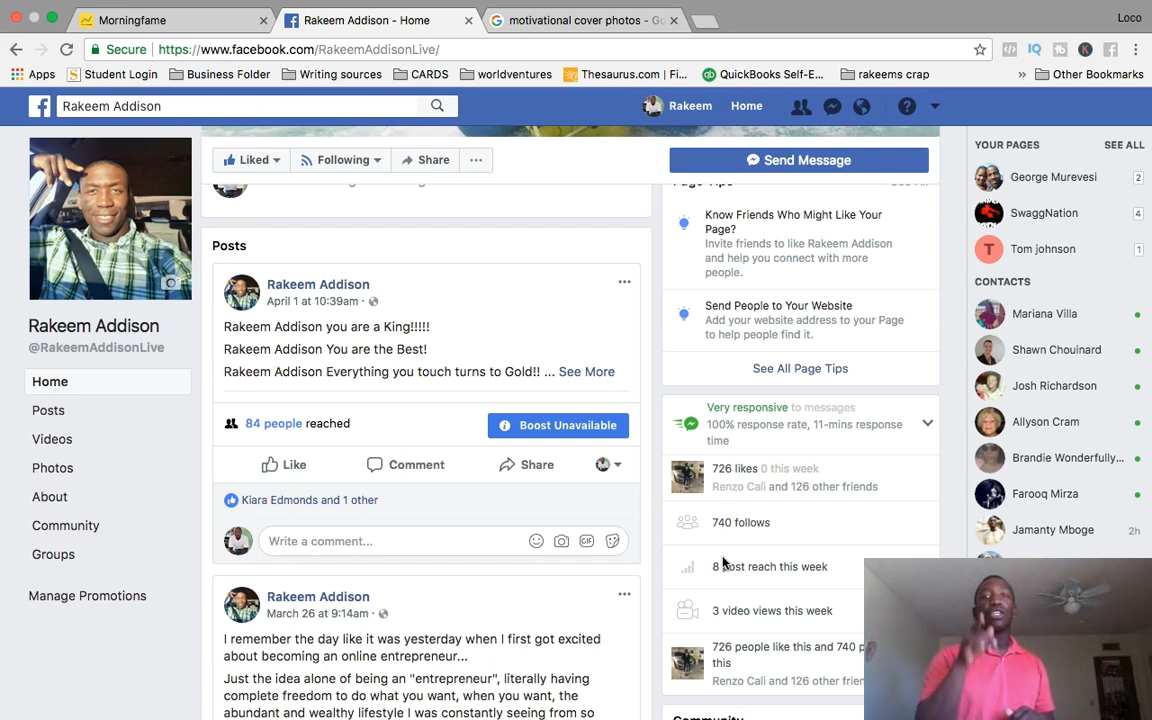 Morningfame
Rakeem Addison - Home
motivational cover photos - Go
Loco
Secure
https://www.facebook.com/RakeemAddisonLive/
Apps
Student Login
Business Folder
Writing sources
CARDS
worldventures
Thesaurus.com | Fi...
QuickBooks Self-E...
rakeems crap
Other Bookmarks
Rakeem Addison
Rakeem
Home
Liked
Following
Share
Send Message
YOUR PAGES
SEE ALL
George Murevesi
2
SwaggNation
4
Tom johnson
1
CONTACTS
Mariana Villa
Shawn Chouinard
Josh Richardson
Allyson Cram
Brandie Wonderfully...
Farooq Mirza
Jamanty Mboge
2h
Rakeem Addison
@RakeemAddisonLive
Home
Posts
Videos
Photos
About
Community
Groups
Manage Promotions
Posts
Rakeem Addison
April 1 at 10:39am
Rakeem Addison you are a King!!!!!
Rakeem Addison You are the Best!
Rakeem Addison Everything you touch turns to Gold!! ... See More
84 people reached
Boost Unavailable
Like
Comment
Share
Kiara Edmonds and 1 other
Write a comment...
GIF
Rakeem Addison
March 26 at 9:14am
I remember the day like it was yesterday when I first got excited
about becoming an online entrepreneur...
Just the idea alone of being an "entrepreneur", literally having
complete freedom to do what you want, when you want, the
abundant and wealthy lifestyle I was constantly seeing from so
Page Tips
Know Friends Who Might Like Your
Page?
Invite friends to like Rakeem Addison
and help you connect with more
people.
Send People to Your Website
Add your website address to your Page
to help people find it.
See All Page Tips
Very responsive to messages
100% response rate, 11-mins response
time
726 likes 0 this week
Renzo Cali and 126 other friends
740 follows
8 post reach this week
3 video views this week
726 people like this and 740 p
this
Renzo Cali and 126 other frien
Community